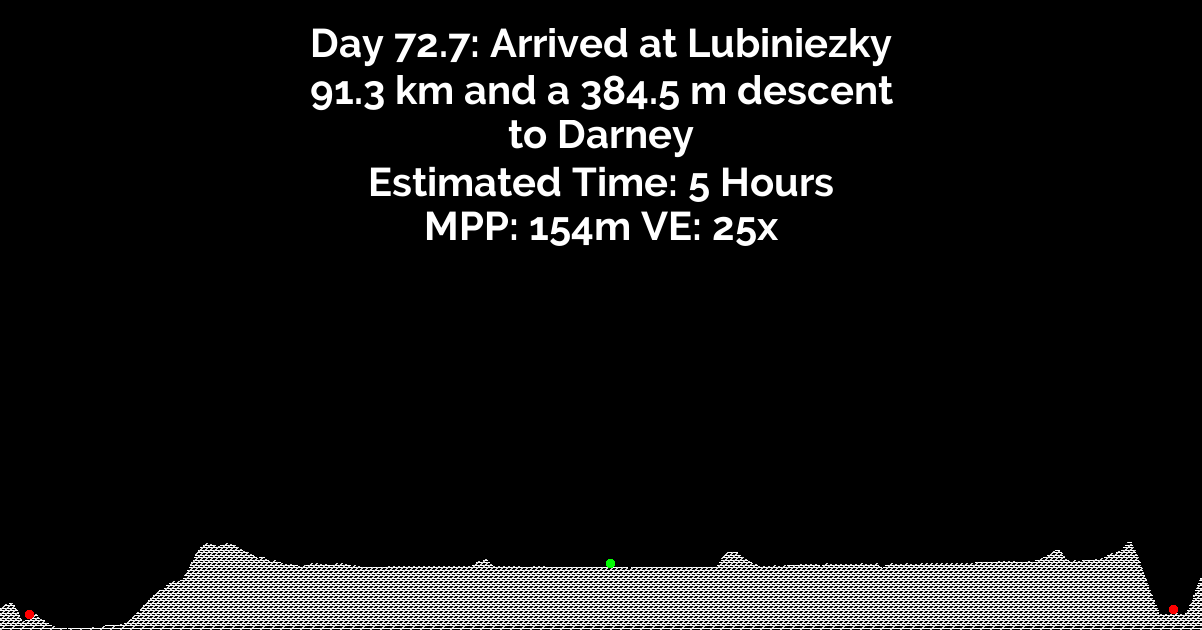 Day 72.7: Arrived at Lubiniezky
91.3 km and a 384.5 m descent
to Darney
Estimated Time: 5 Hours
MPP: 154m VE: 25x